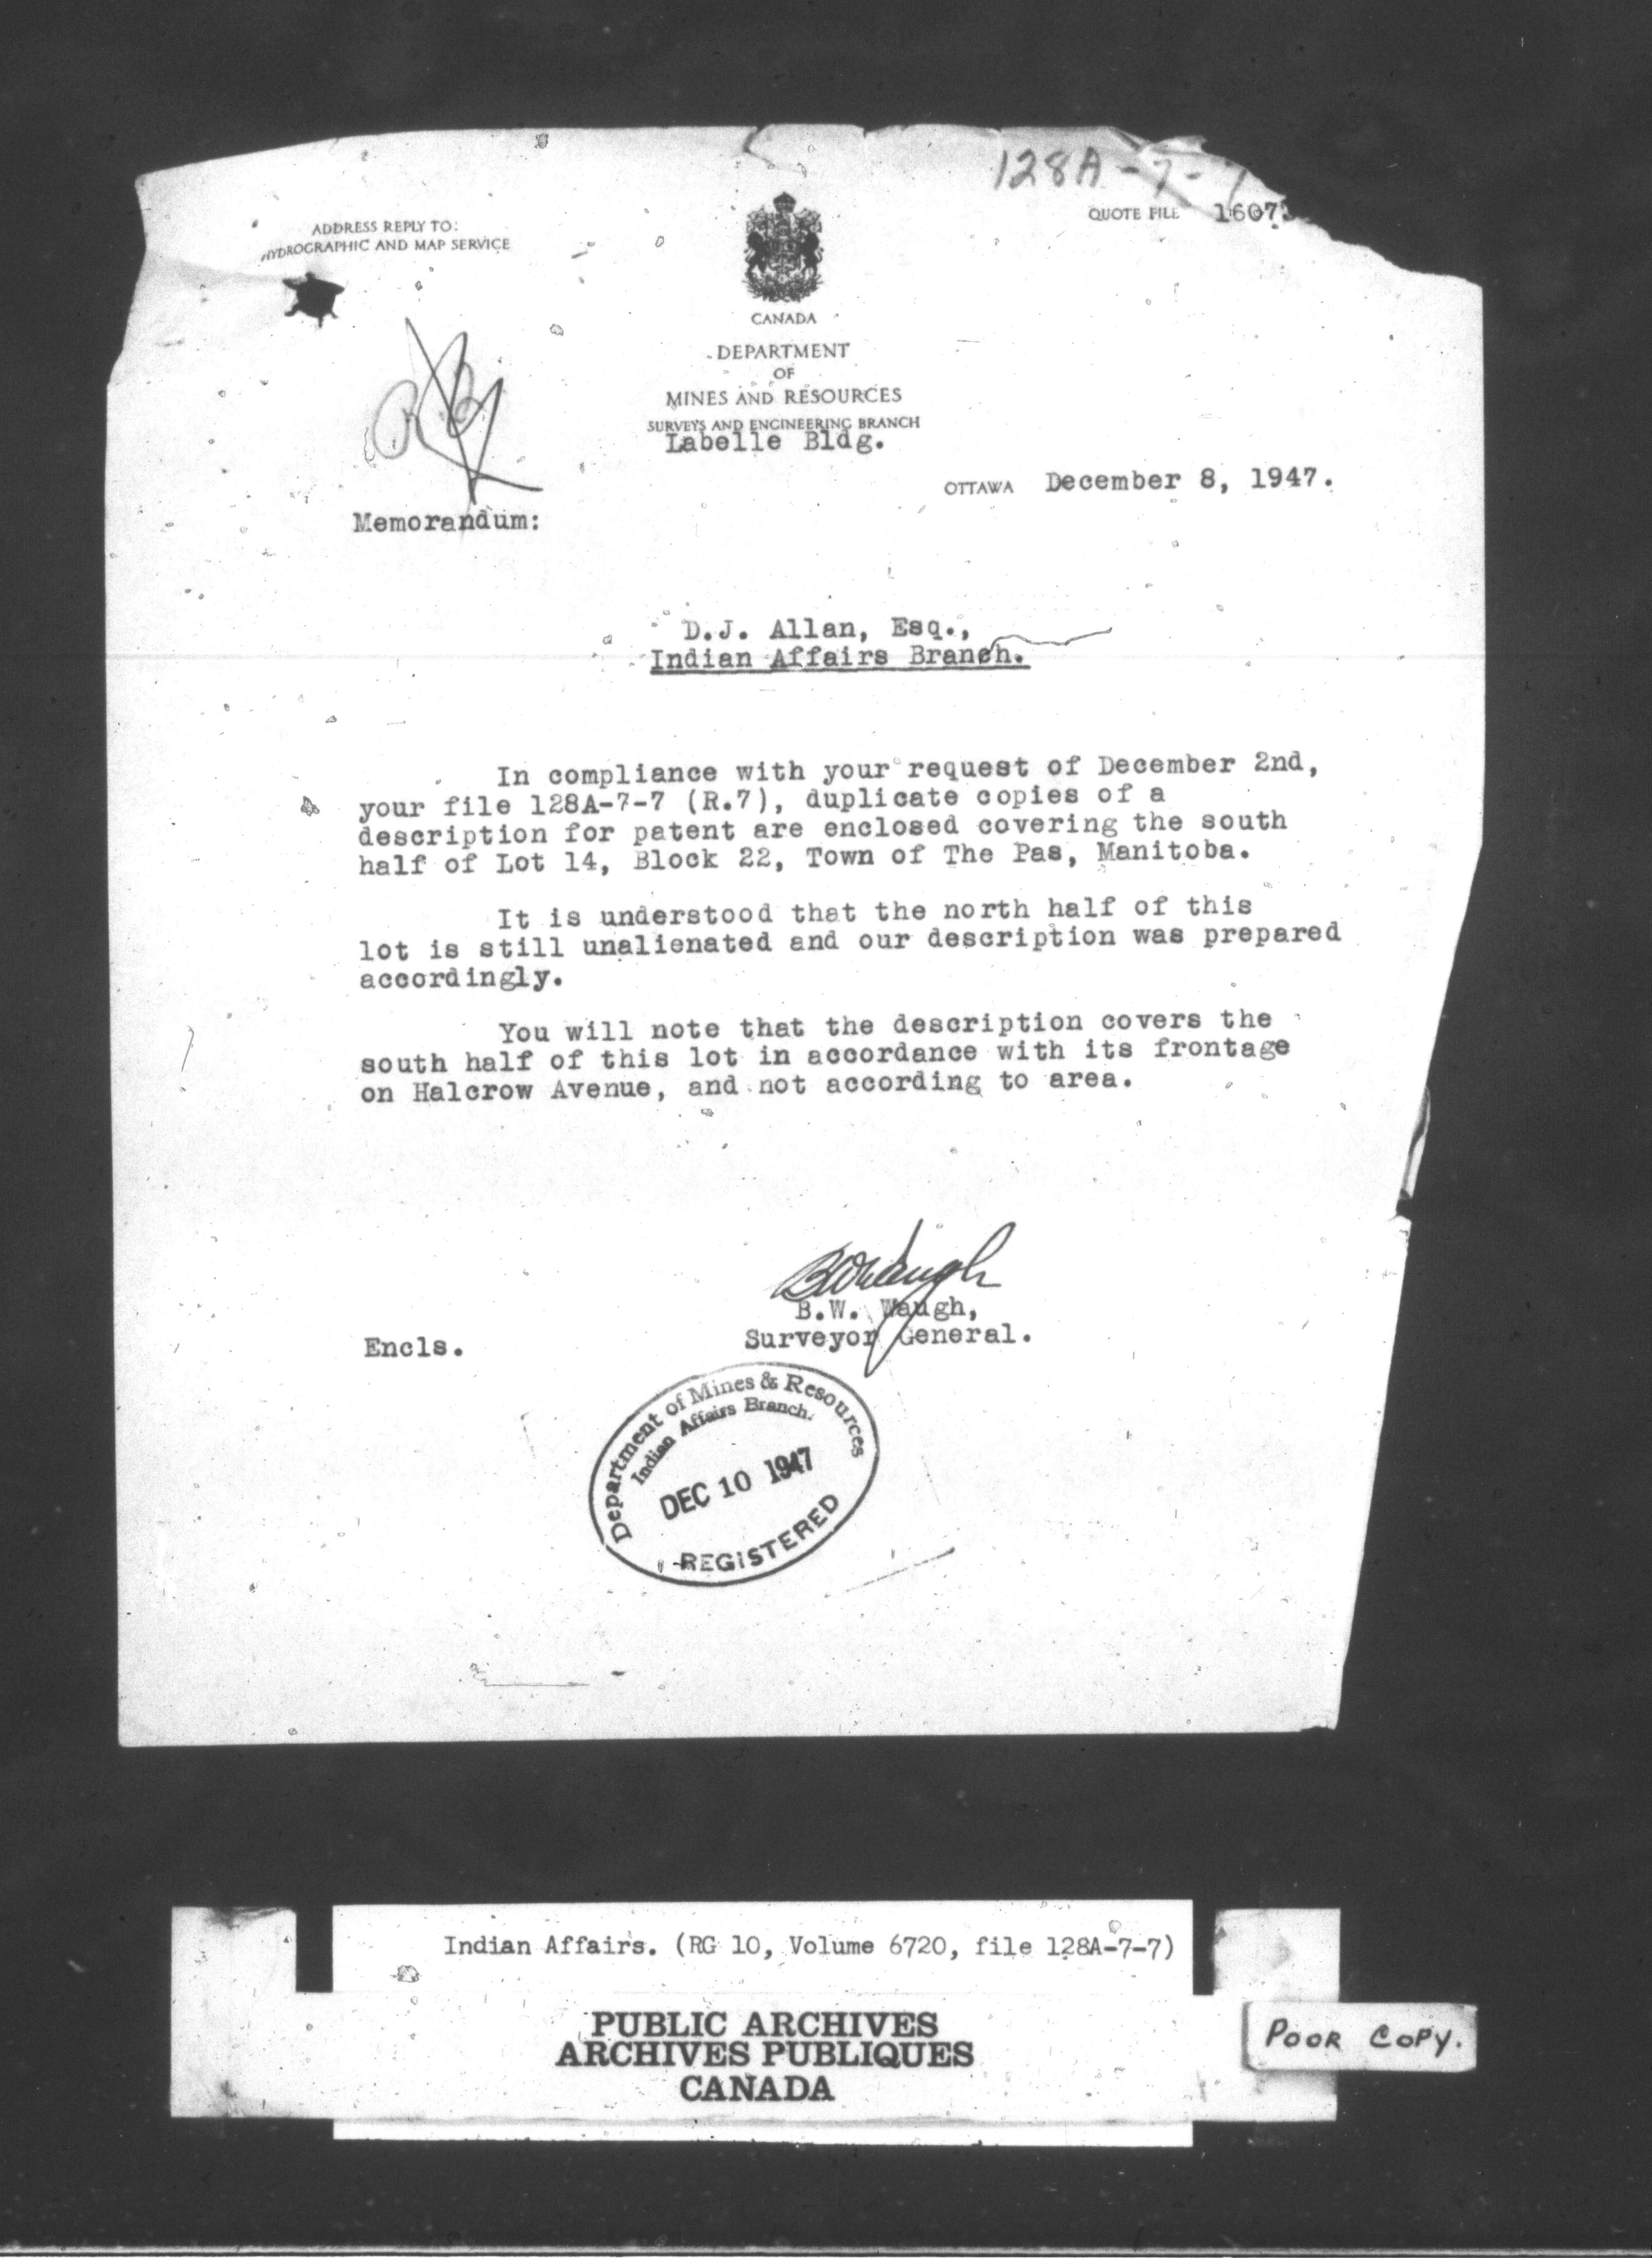 128A-7-7
ADDRESS REPLY TO:
HYDROGRAPHIC AND MAP SERVICE
QUOTE FILE 1607
CANADA
DEPARTMENT
OF
MINES AND RESOURCES
SURVEYS AND ENGINEERING BRANCH
Labelle Bldg.
OTTAWA December 8, 1947.
Memorandum:
D.J. Allan, Esq.,
Indian Affairs Branch.
In compliance with your request of December 2nd,
your file 128A-7-7 (R.7), duplicate copies of a
description for patent are enclosed covering the south
half of Lot 14, Block 22, Town of The Pas, Manitoba.
It is understood that the north half of this
lot is still unalienated and our description was prepared
accordingly.
You will note that the description covers the
south half of this lot in accordance with its frontage
on Halcrow Avenue, and not according to area.
BWWaugh
B.W. Waugh,
Surveyor General.
Encls.
Department of Mines & Resources
Indian Affairs Branch.
DEC 10 1947
REGISTERED
Indian Affairs. (RG 10, Volume 6720, file 128A-7-7)
PUBLIC ARCHIVES
ARCHIVES PUBLIQUES
CANADA
POOR COPY.